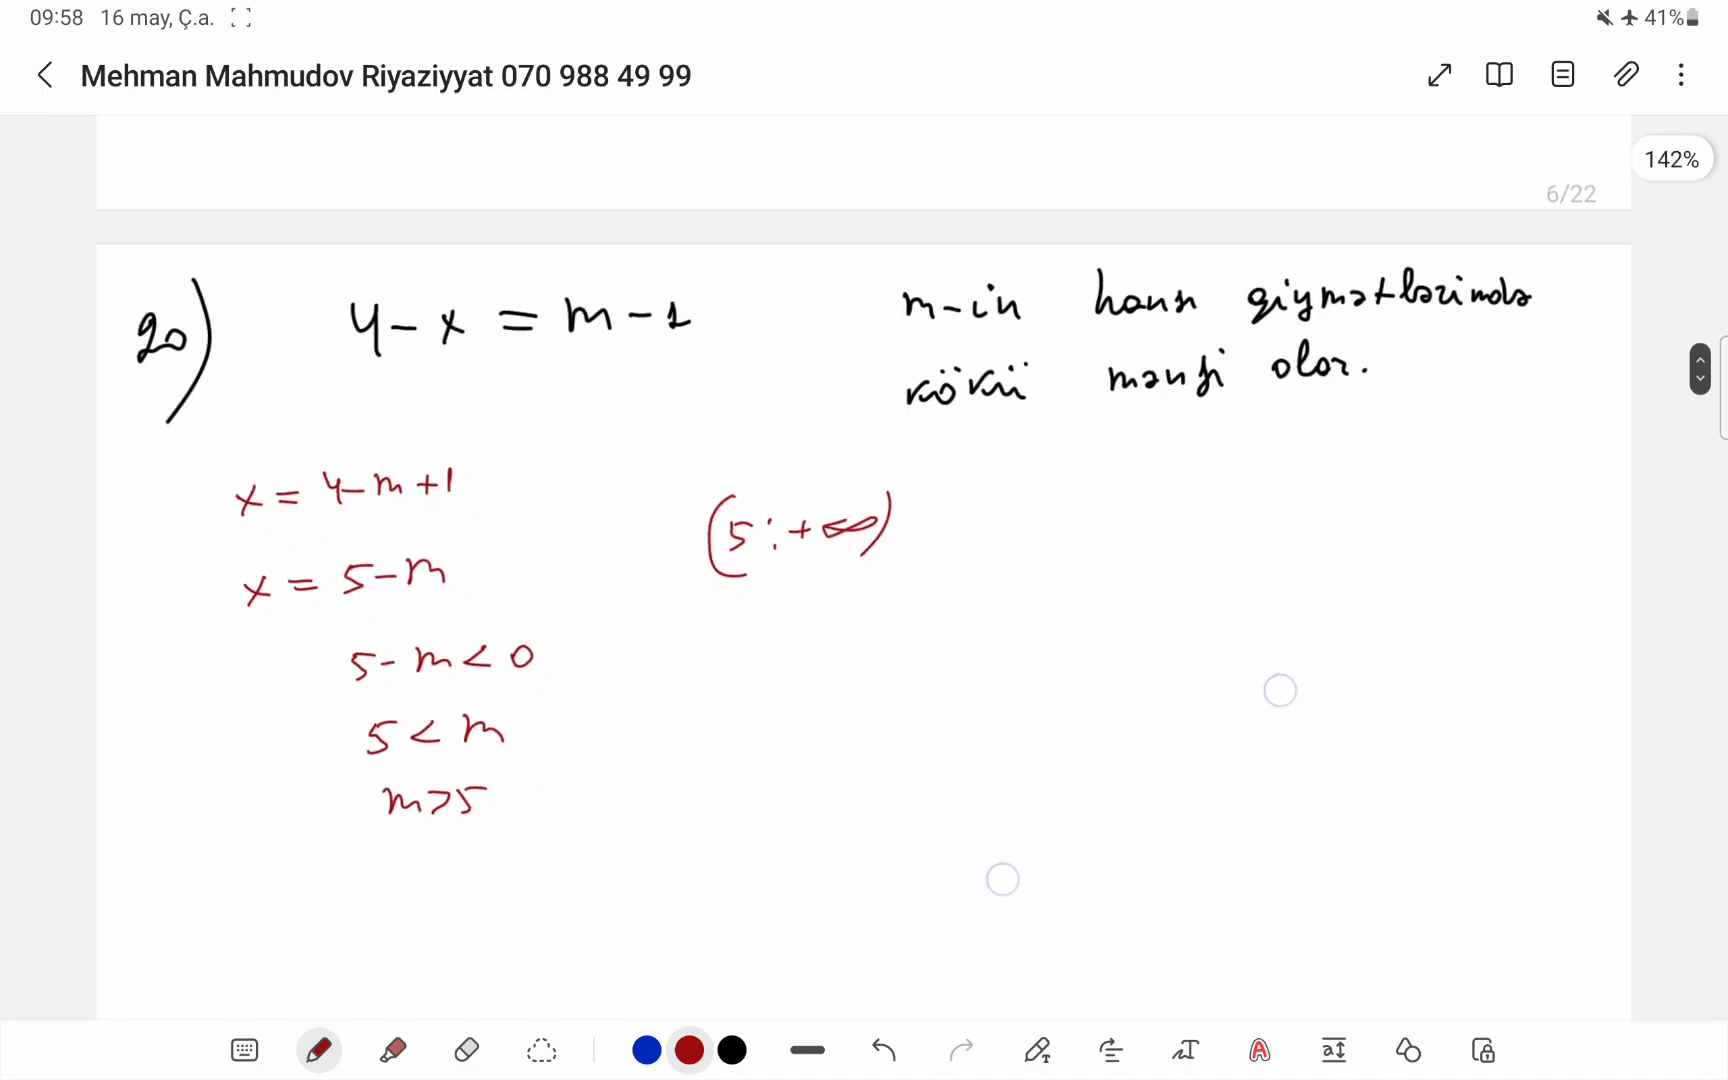 09:58 16 may, Ç.a.
41%
Mehman Mahmudov Riyaziyyat 070 988 49 99
142%
6/22
20) 4-x = m-1 m-in hansı qiymətlərində
kökü mənfi olar.
x = 4-m+1
(5;+∞)
x = 5-m
5-m<0
5<m
m>5